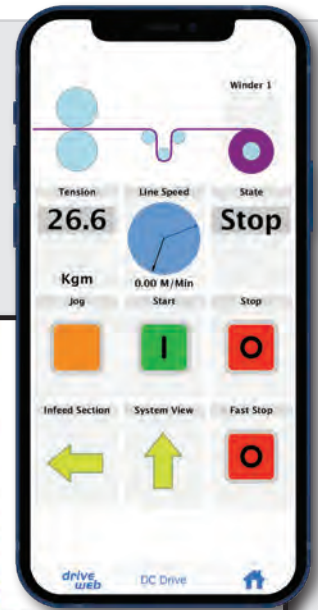 Winder 1
Tension Line Speed State
26.6 Stop
Kgm 0.00 M/Min
Jog Start Stop
I O
Infeed Section System View Fast Stop
O
drive web DC Drive